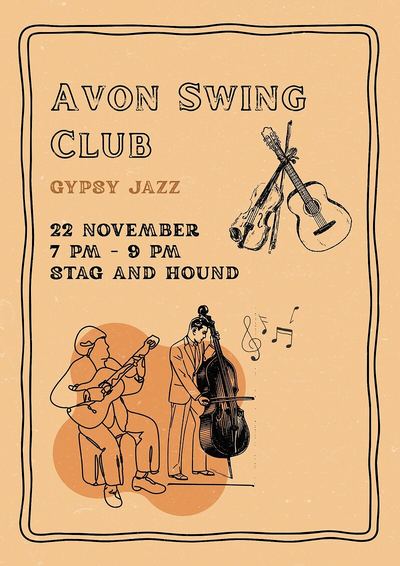 Avon Swing
Club
GYPSY JAZZ
22 NOVEMBER
7 PM - 9 PM
STAG AND HOUND